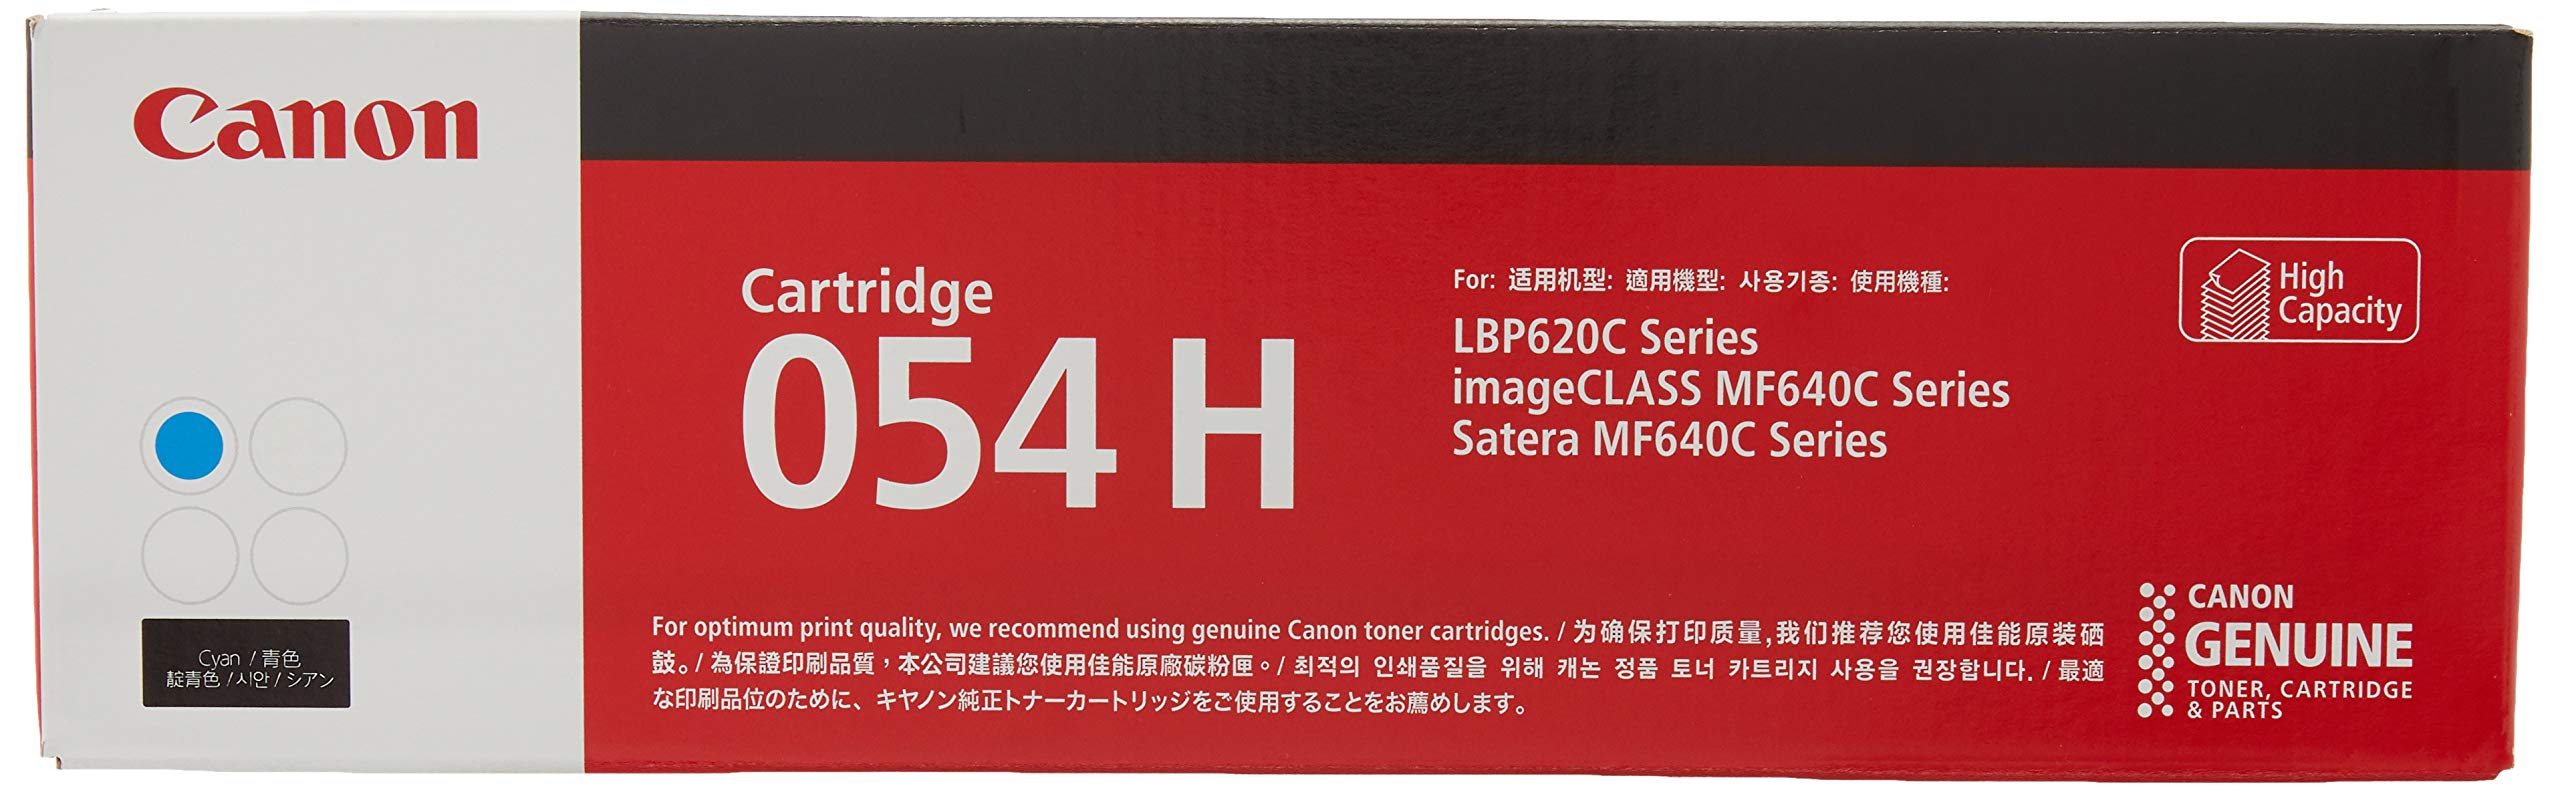 Canon
Cyan / 青色
靛青色 / 시안 / シアン
Cartridge
054 H
For: 适用机型: 適用機型: 사용기종: 使用機種:
LBP620C Series
imageCLASS MF640C Series
Satera MF640C Series
High
Capacity
For optimum print quality, we recommend using genuine Canon toner cartridges. / 为确保打印质量,我们推荐您使用佳能原装硒
鼓。/ 為保證印刷品質，本公司建議您使用佳能原廠碳粉匣。/ 최적의 인쇄품질을 위해 캐논 정품 토너 카트리지 사용을 권장합니다. / 最適
な印刷品位のために、キヤノン純正トナーカートリッジをご使用することをお薦めします。
CANON
GENUINE
TONER, CARTRIDGE
& PARTS